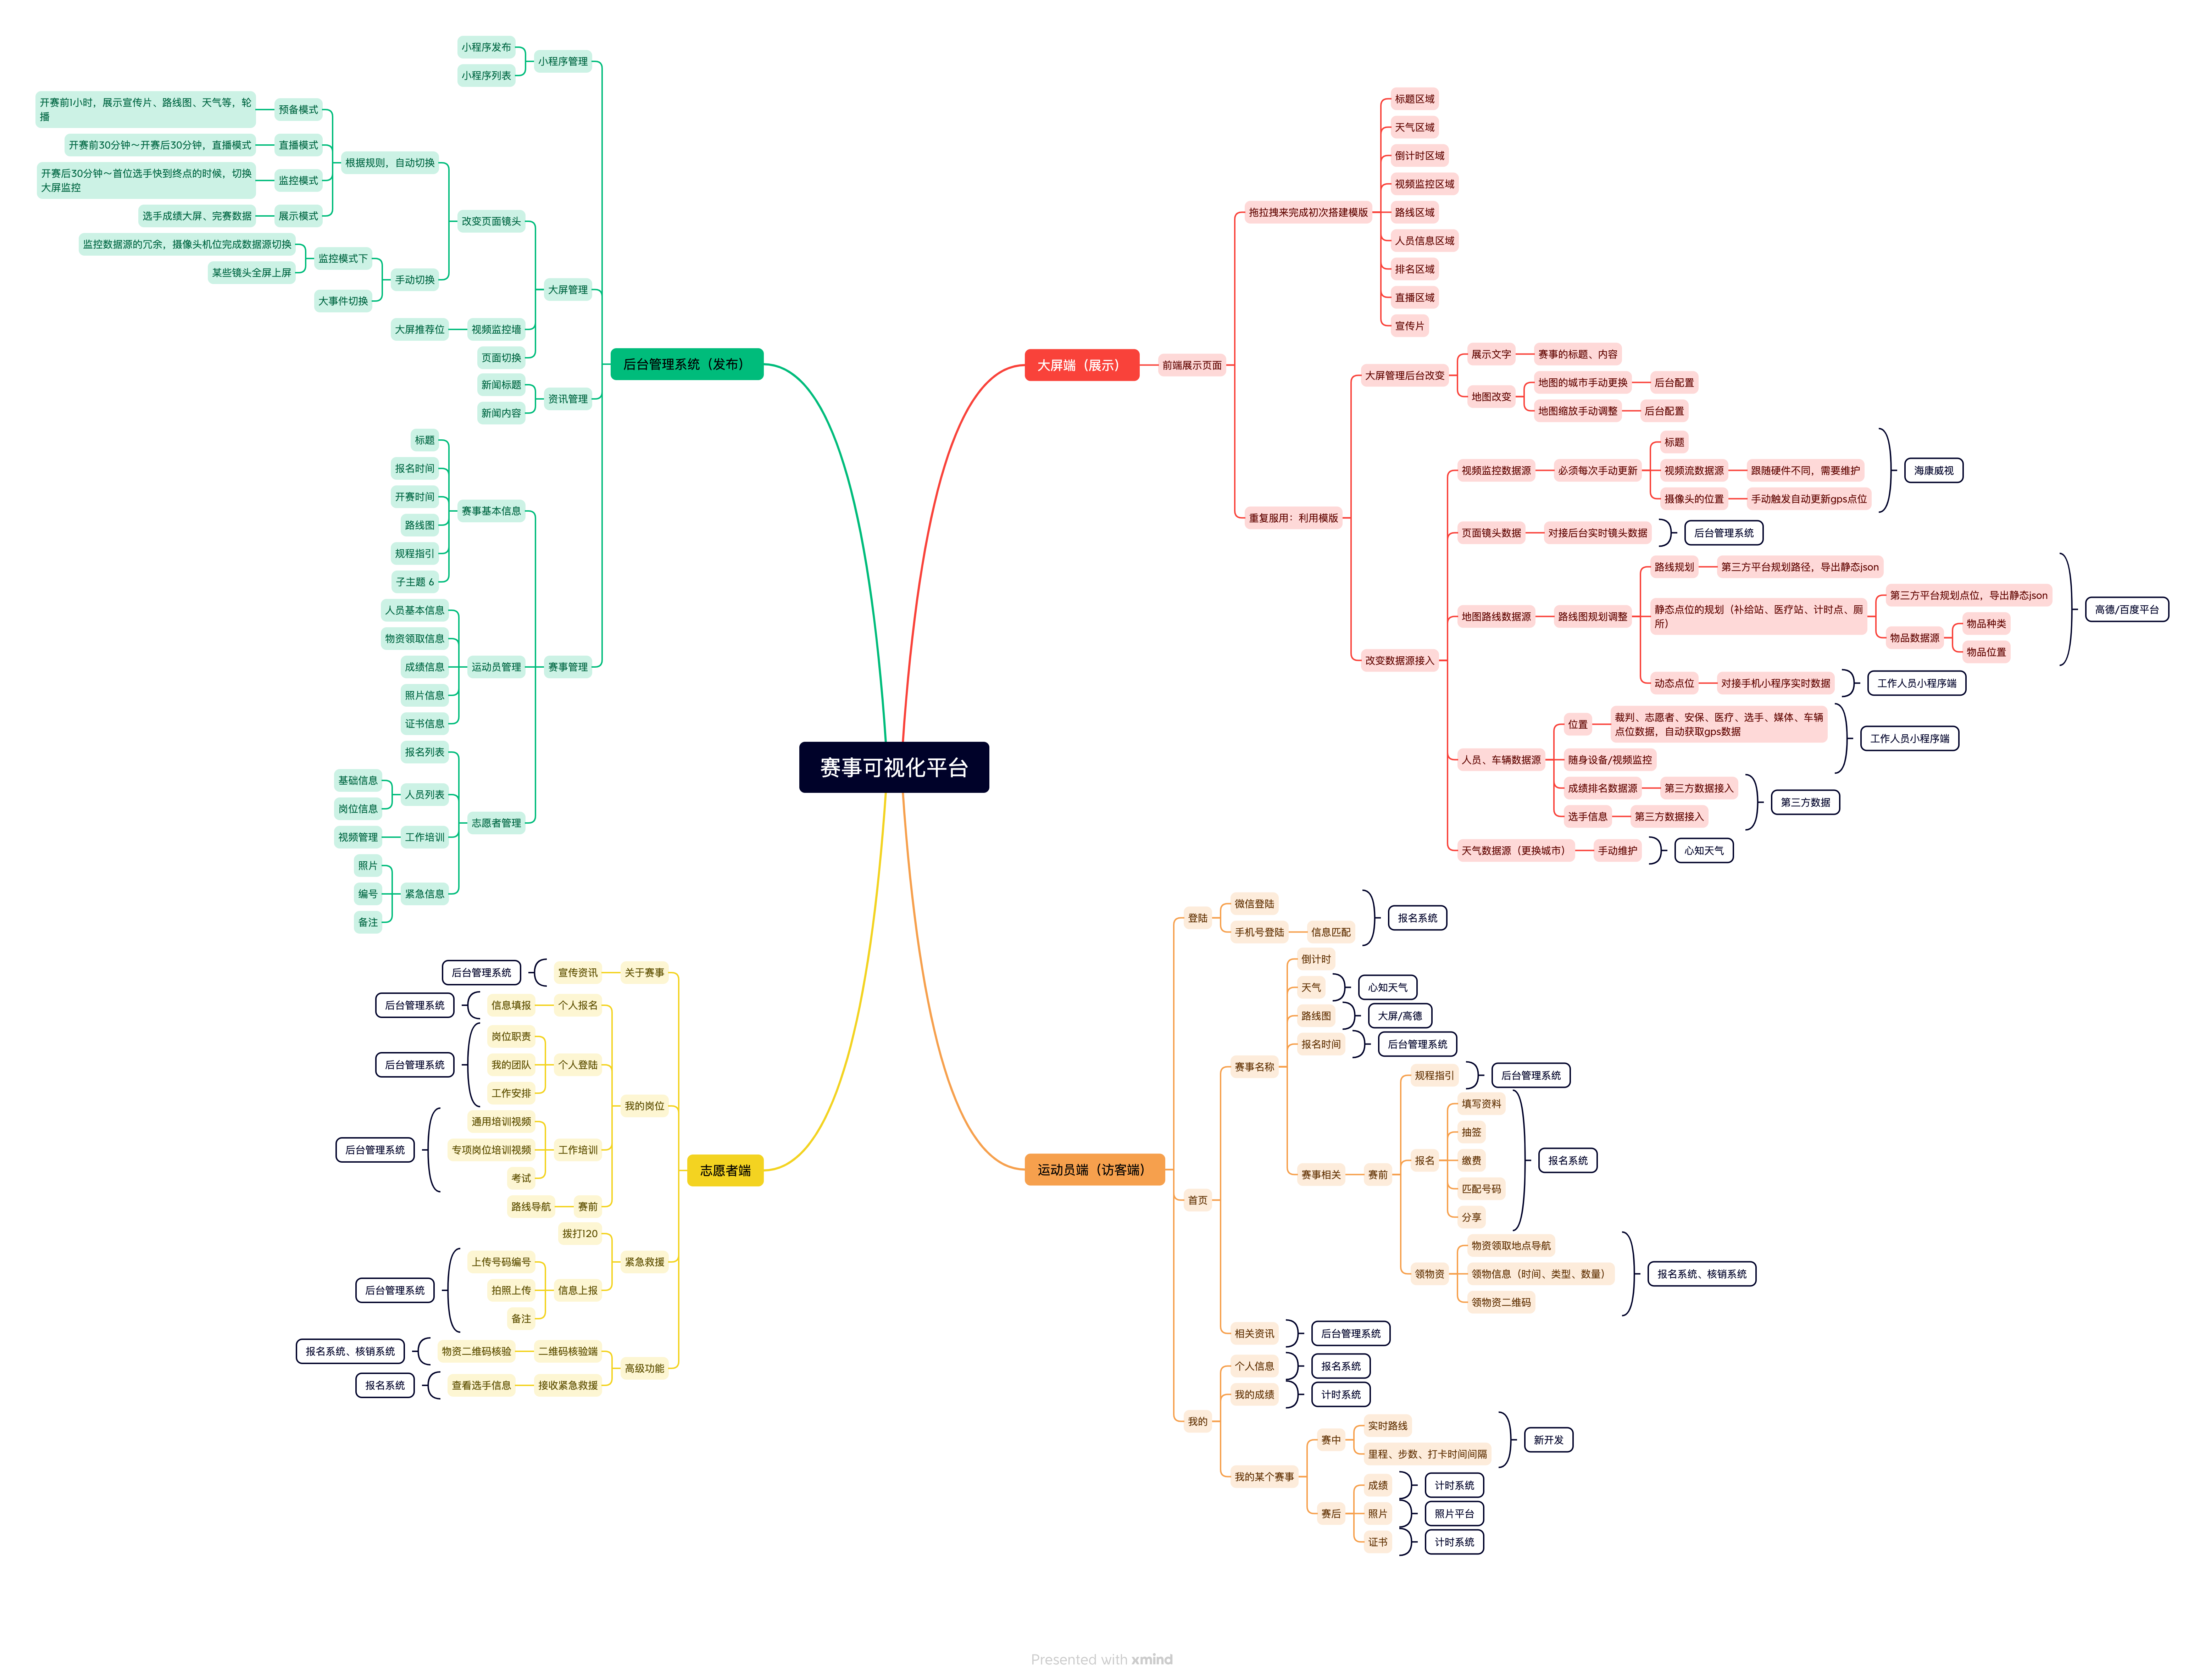 赛事可视化平台
后台管理系统（发布）
小程序管理
小程序发布
小程序列表
大屏管理
改变页面镜头
根据规则，自动切换
预备模式
开赛前1小时，展示宣传片、路线图、天气等，轮
播
直播模式
开赛前30分钟～开赛后30分钟，直播模式
监控模式
开赛后30分钟～首位选手快到终点的时候，切换
大屏监控
展示模式
选手成绩大屏、完赛数据
手动切换
监控模式下
监控数据源的冗余，摄像头机位完成数据源切换
某些镜头全屏上屏
大事件切换
视频监控墙
大屏推荐位
页面切换
资讯管理
新闻标题
新闻内容
赛事管理
赛事基本信息
标题
报名时间
开赛时间
路线图
规程指引
子主题 6
运动员管理
人员基本信息
物资领取信息
成绩信息
照片信息
证书信息
志愿者管理
报名列表
人员列表
基础信息
岗位信息
工作培训
视频管理
紧急信息
照片
编号
备注
大屏端（展示）
前端展示页面
拖拉拽来完成初次搭建模版
标题区域
天气区域
倒计时区域
视频监控区域
路线区域
人员信息区域
排名区域
直播区域
宣传片
重复服用：利用模版
大屏管理后台改变
展示文字
赛事的标题、内容
地图改变
地图的城市手动更换
后台配置
地图缩放手动调整
后台配置
改变数据源接入
视频监控数据源
必须每次手动更新
标题
视频流数据源
跟随硬件不同，需要维护
摄像头的位置
手动触发自动更新gps点位
海康威视
页面镜头数据
对接后台实时镜头数据
后台管理系统
地图路线数据源
路线图规划调整
路线规划
第三方平台规划路径，导出静态json
静态点位的规划（补给站、医疗站、计时点、厕
所）
第三方平台规划点位，导出静态json
物品数据源
物品种类
物品位置
高德/百度平台
动态点位
对接手机小程序实时数据
工作人员小程序端
人员、车辆数据源
位置
裁判、志愿者、安保、医疗、选手、媒体、车辆
点位数据，自动获取gps数据
随身设备/视频监控
工作人员小程序端
成绩排名数据源
第三方数据接入
选手信息
第三方数据接入
第三方数据
天气数据源（更换城市）
手动维护
心知天气
志愿者端
关于赛事
宣传资讯
后台管理系统
我的岗位
个人报名
信息填报
后台管理系统
个人登陆
岗位职责
我的团队
工作安排
后台管理系统
工作培训
通用培训视频
专项岗位培训视频
考试
后台管理系统
赛前
路线导航
紧急救援
拨打120
信息上报
上传号码编号
拍照上传
备注
后台管理系统
高级功能
二维码核验端
物资二维码核验
报名系统、核销系统
接收紧急救援
查看选手信息
报名系统
运动员端（访客端）
登陆
微信登陆
手机号登陆
信息匹配
报名系统
首页
赛事名称
倒计时
天气
心知天气
路线图
大屏/高德
报名时间
后台管理系统
赛事相关
赛前
规程指引
后台管理系统
报名
填写资料
抽签
缴费
匹配号码
分享
报名系统
领物资
物资领取地点导航
领物信息（时间、类型、数量）
领物资二维码
报名系统、核销系统
相关资讯
后台管理系统
我的
个人信息
报名系统
我的成绩
计时系统
我的某个赛事
赛中
实时路线
里程、步数、打卡时间间隔
新开发
赛后
成绩
计时系统
照片
照片平台
证书
计时系统
Presented with xmind